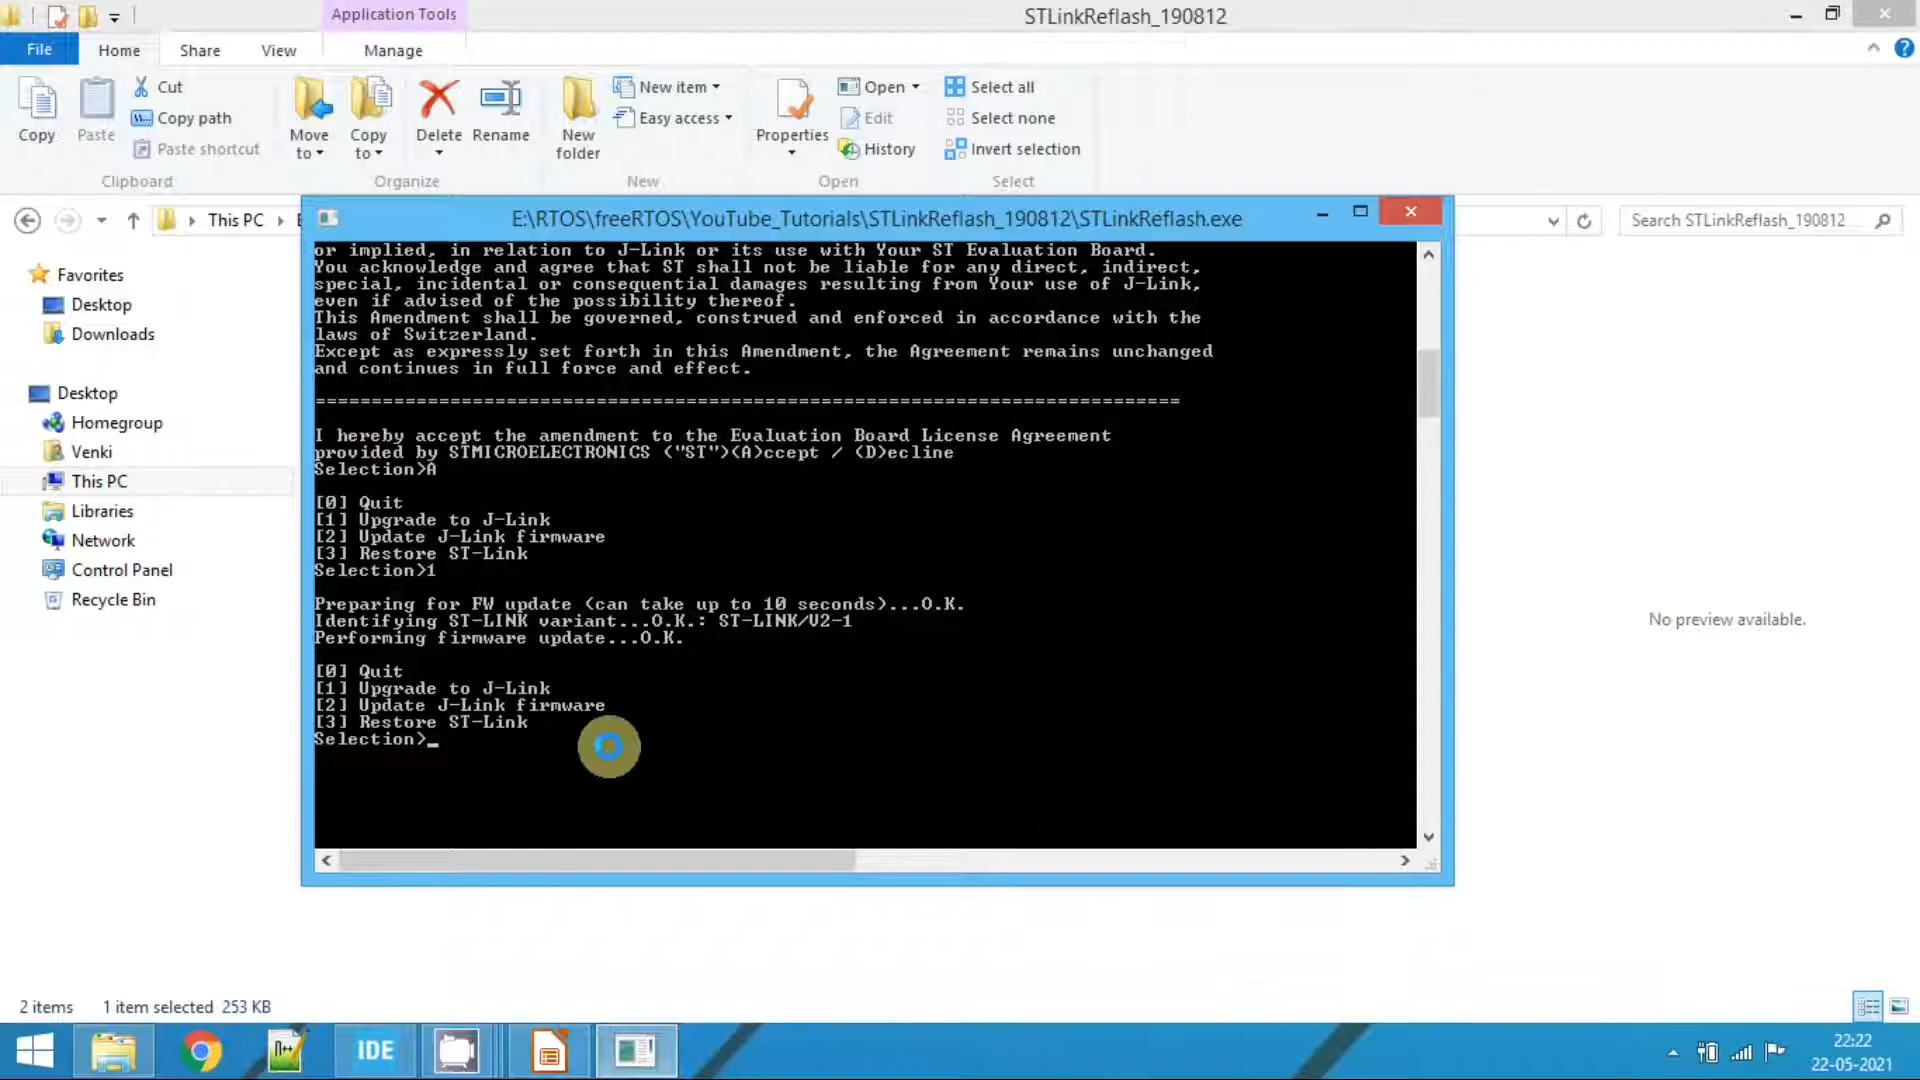 Application Tools
STLinkReflash_190812
File
Home
Share
View
Manage
Copy
Paste
Cut
Copy path
Paste shortcut
Clipboard
Move to
Copy to
Delete
Rename
Organize
New folder
New item
Easy access
New
Properties
Open
Edit
History
Open
Select all
Select none
Invert selection
Select
This PC
Search STLinkReflash_190812
E:\RTOS\freeRTOS\YouTube_Tutorials\STLinkReflash_190812\STLinkReflash.exe
Favorites
Desktop
Downloads
Desktop
Homegroup
Venki
This PC
Libraries
Network
Control Panel
Recycle Bin
or implied, in relation to J-Link or its use with Your ST Evaluation Board.
You acknowledge and agree that ST shall not be liable for any direct, indirect,
special, incidental or consequential damages resulting from Your use of J-Link,
even if advised of the possibility thereof.
This Amendment shall be governed, construed and enforced in accordance with the
laws of Switzerland.
Except as expressly set forth in this Amendment, the Agreement remains unchanged
and continues in full force and effect.
=============================================================================
I hereby accept the amendment to the Evaluation Board License Agreement
provided by STMICROELECTRONICS ("ST")(A)ccept / (D)ecline
Selection>A
[0] Quit
[1] Upgrade to J-Link
[2] Update J-Link firmware
[3] Restore ST-Link
Selection>1
Preparing for FW update (can take up to 10 seconds)...O.K.
Identifying ST-LINK variant...O.K.: ST-LINK/V2-1
Performing firmware update...O.K.
[0] Quit
[1] Upgrade to J-Link
[2] Update J-Link firmware
[3] Restore ST-Link
Selection>_
No preview available.
2 items
1 item selected 253 KB
IDE
22:22
22-05-2021